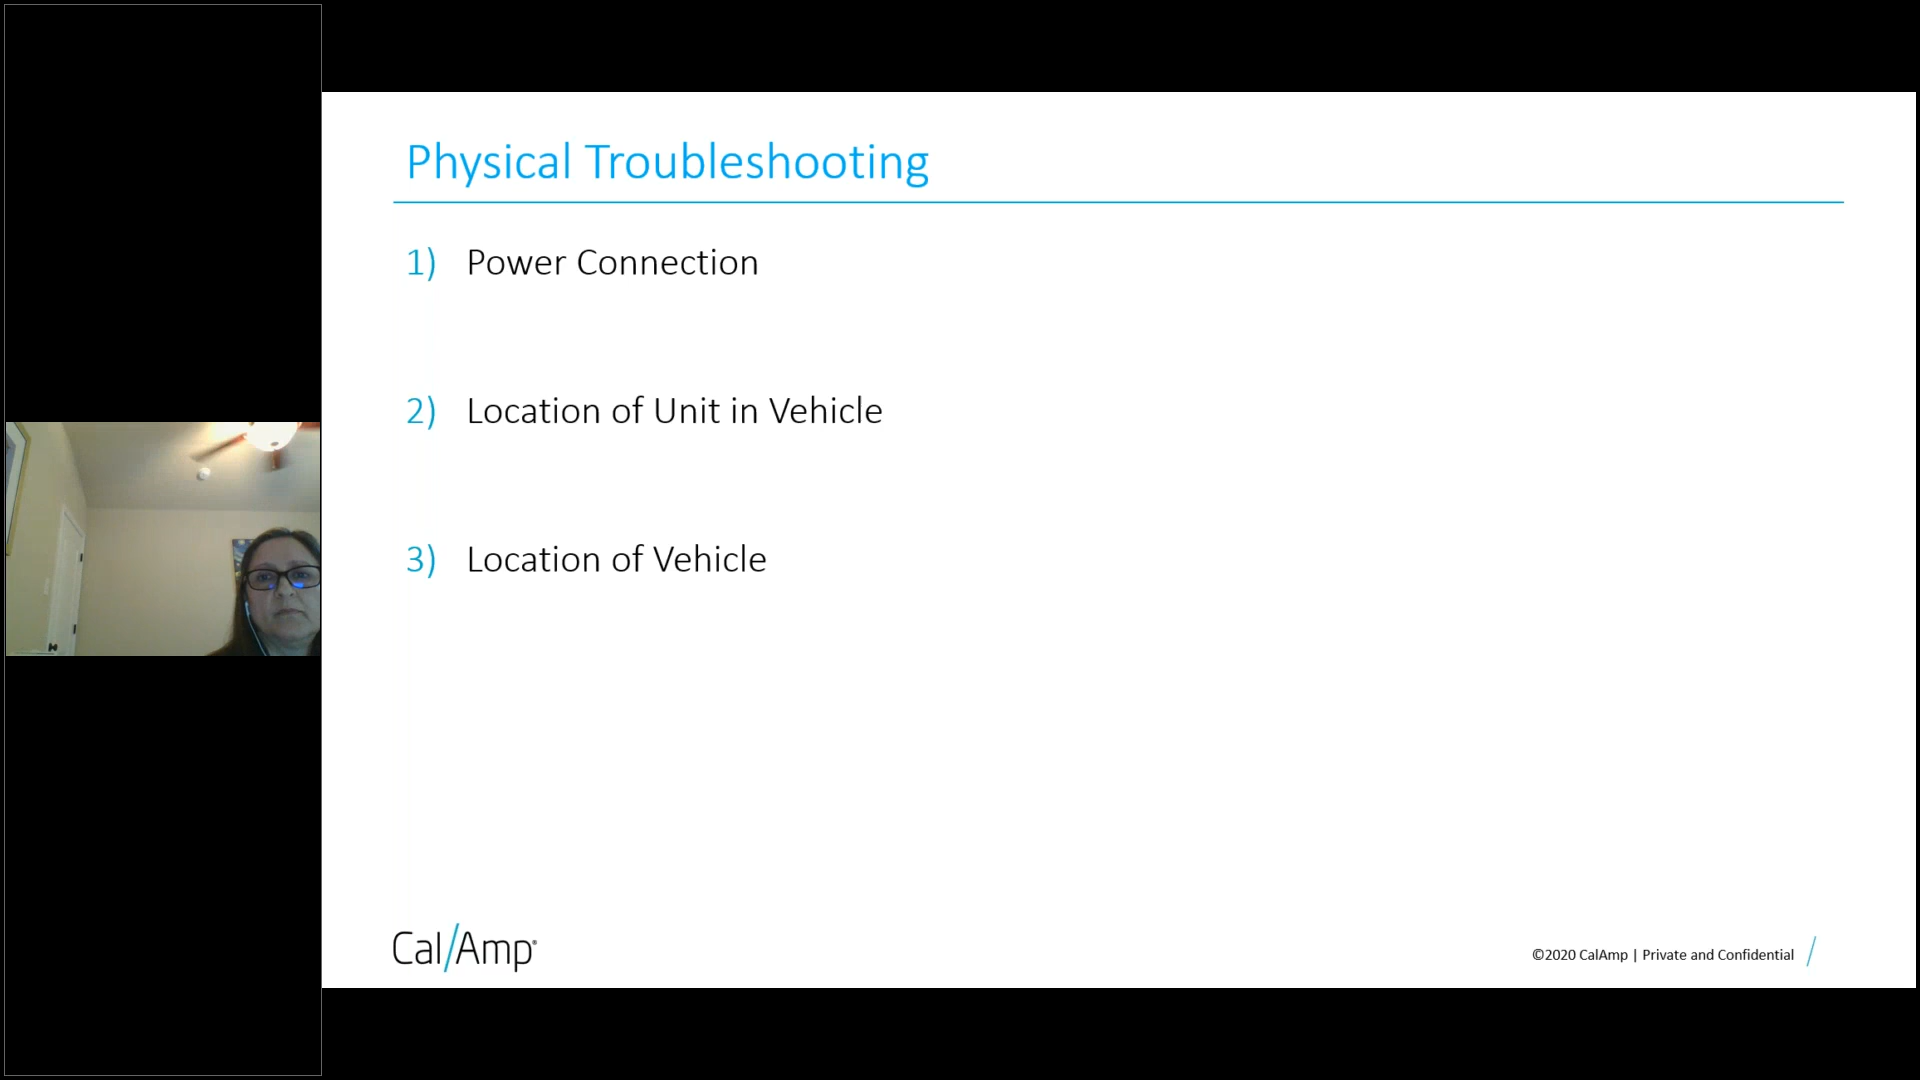 Physical Troubleshooting
1) Power Connection
2) Location of Unit in Vehicle
3) Location of Vehicle
Cal/Amp®
©2020 CalAmp | Private and Confidential